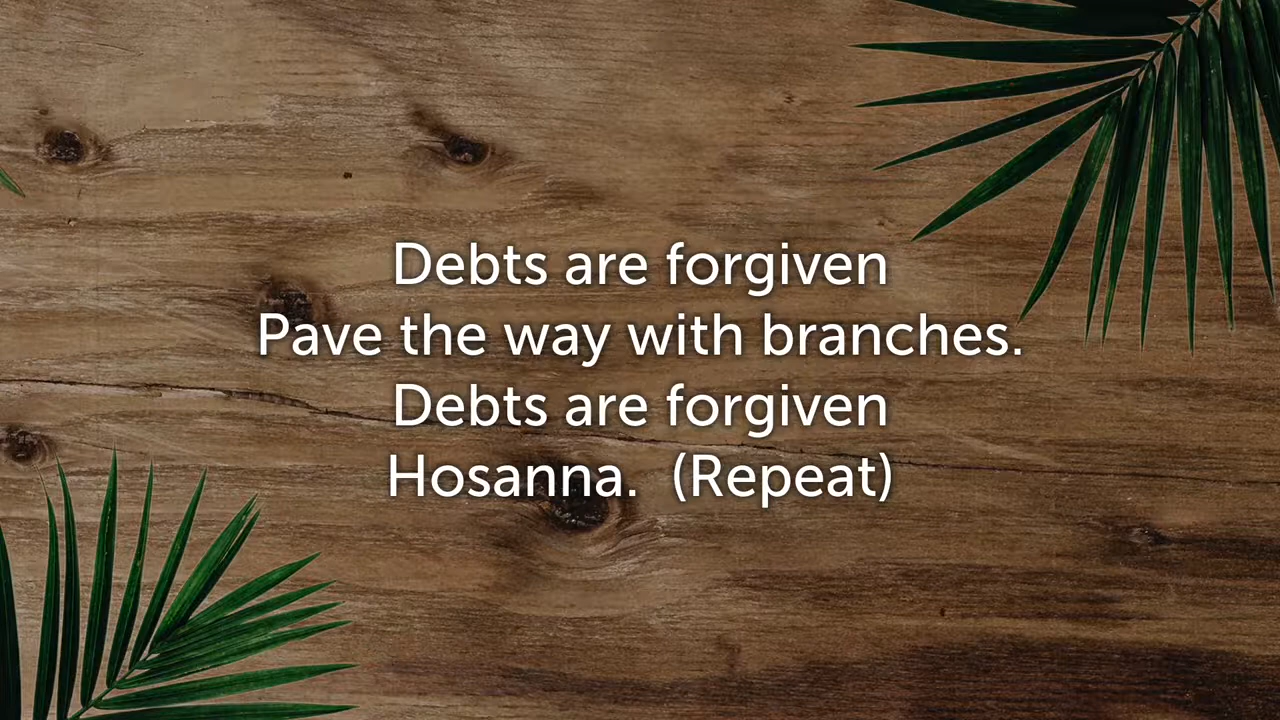 Debts are forgiven
Pave the way with branches.
Debts are forgiven
Hosanna.  (Repeat)